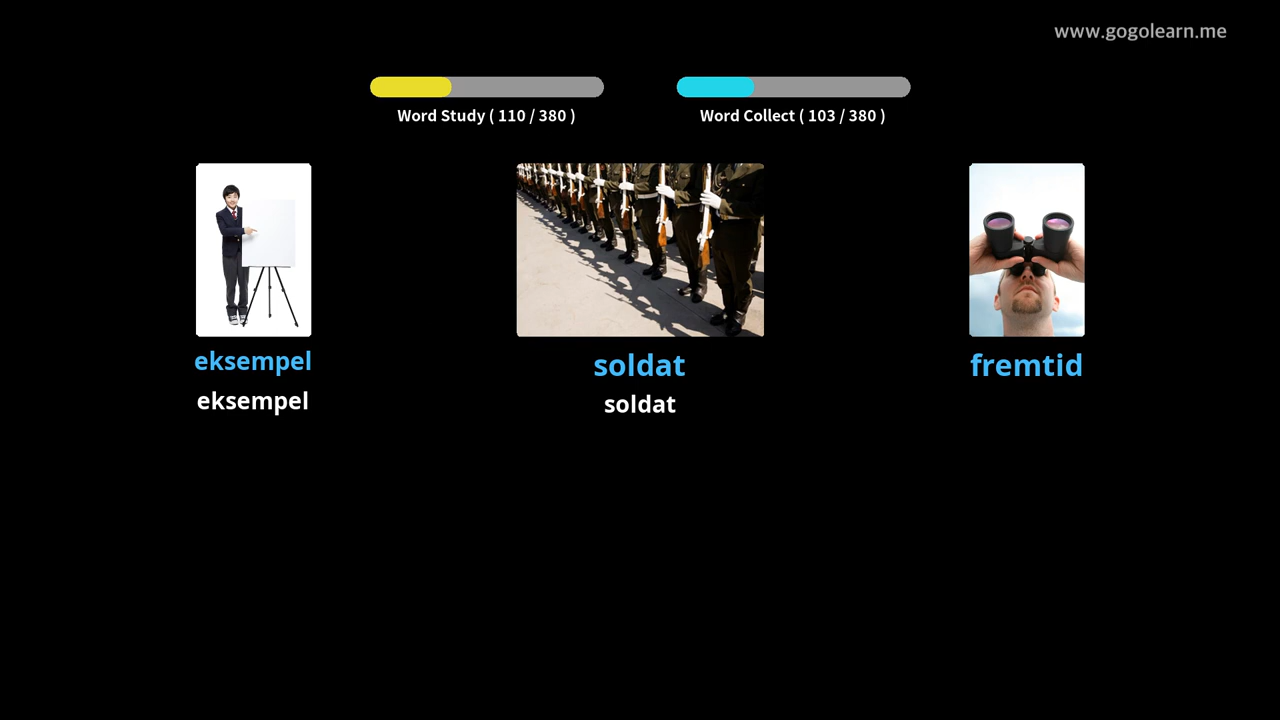 www.gogolearn.me
Word Study ( 110 / 380 )
Word Collect ( 103 / 380 )
eksempel
eksempel
soldat
soldat
fremtid